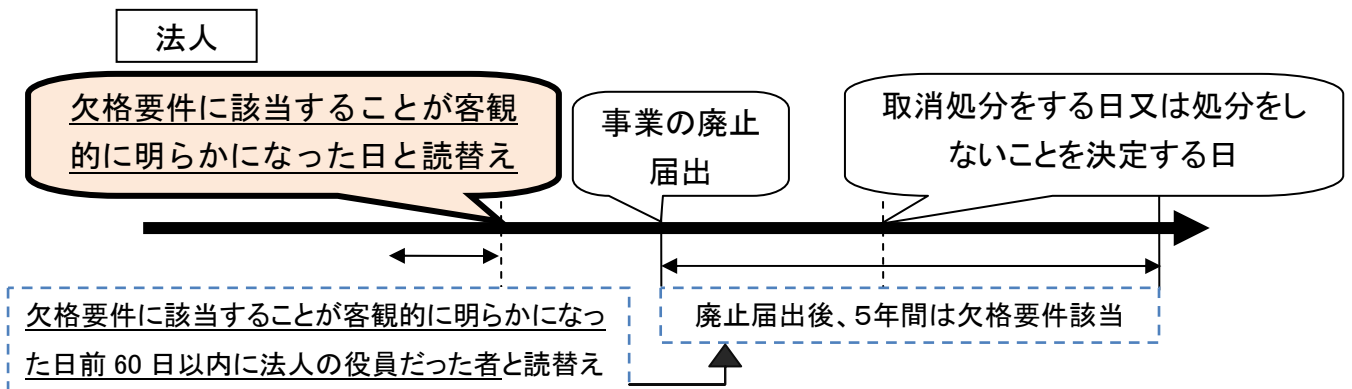 法人
欠格要件に該当することが客観
的に明らかになった日と読替え
事業の廃止
届出
取消処分をする日又は処分をし
ないことを決定する日
欠格要件に該当することが客観的に明らかになっ
た日前 60 日以内に法人の役員だった者と読替え
廃止届出後、5年間は欠格要件該当